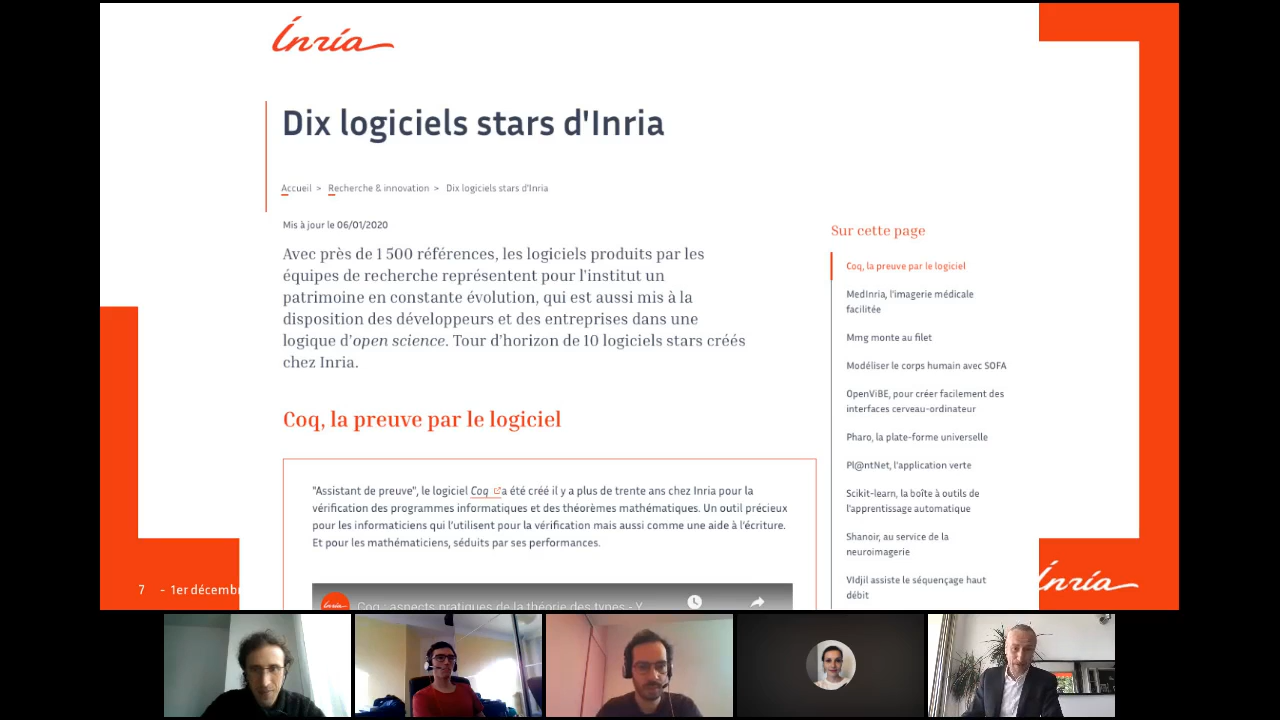 Inria
Dix logiciels stars d'Inria
Accueil > Recherche & innovation > Dix logiciels stars d'Inria
Mis à jour le 06/01/2020
Avec près de 1 500 références, les logiciels produits par les
équipes de recherche représentent pour l'institut un
patrimoine en constante évolution, qui est aussi mis à la
disposition des développeurs et des entreprises dans une
logique d'open science. Tour d'horizon de 10 logiciels stars créés
chez Inria.
Coq, la preuve par le logiciel
"Assistant de preuve", le logiciel Coq a été créé il y a plus de trente ans chez Inria pour la
vérification des programmes informatiques et des théorèmes mathématiques. Un outil précieux
pour les informaticiens qui l'utilisent pour la vérification mais aussi comme une aide à l'écriture.
Et pour les mathématiciens, séduits par ses performances.
Coq : aspects pratiques de la théorie des types - Y
Sur cette page
Coq, la preuve par le logiciel
MedInria, l'imagerie médicale
facilitée
Mmg monte au filet
Modéliser le corps humain avec SOFA
OpenViBE, pour créer facilement des
interfaces cerveau-ordinateur
Pharo, la plate-forme universelle
Pl@ntNet, l'application verte
Scikit-learn, la boîte à outils de
l'apprentissage automatique
Shanoir, au service de la
neuroimagerie
VIdjil assiste le séquençage haut
débit
7 - 1er décemb
Inria